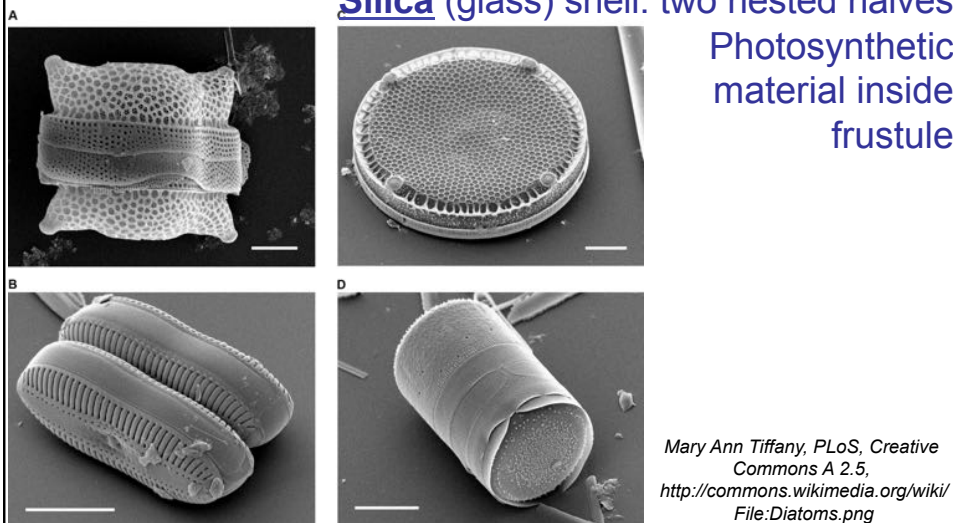 A
Silica (glass) shell: two nested halves
C
Photosynthetic
material inside
frustule
B
D
Mary Ann Tiffany, PLoS, Creative
Commons A 2.5,
http://commons.wikimedia.org/wiki/
File:Diatoms.png